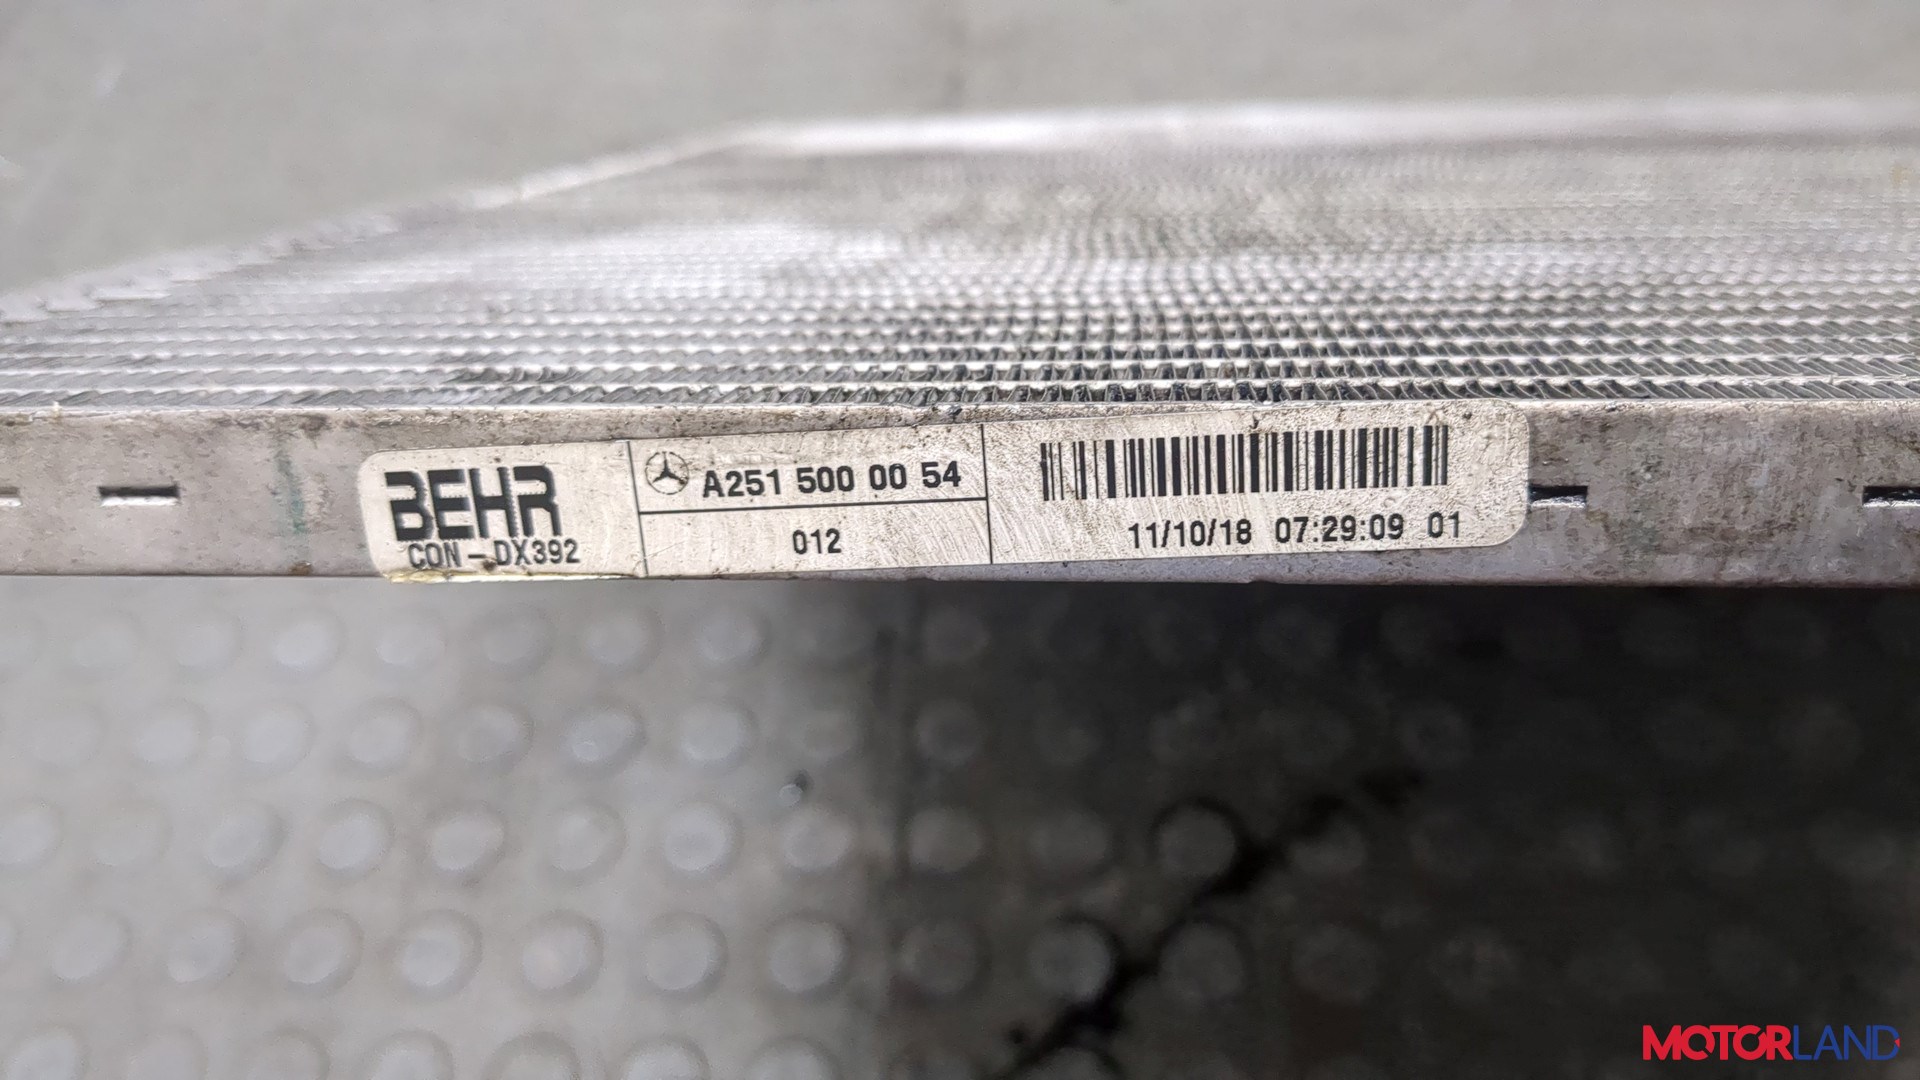 BEHR
CON-DX392
A251 500 00 54
012
11/10/18 07:29:09 01
MOTORLAND